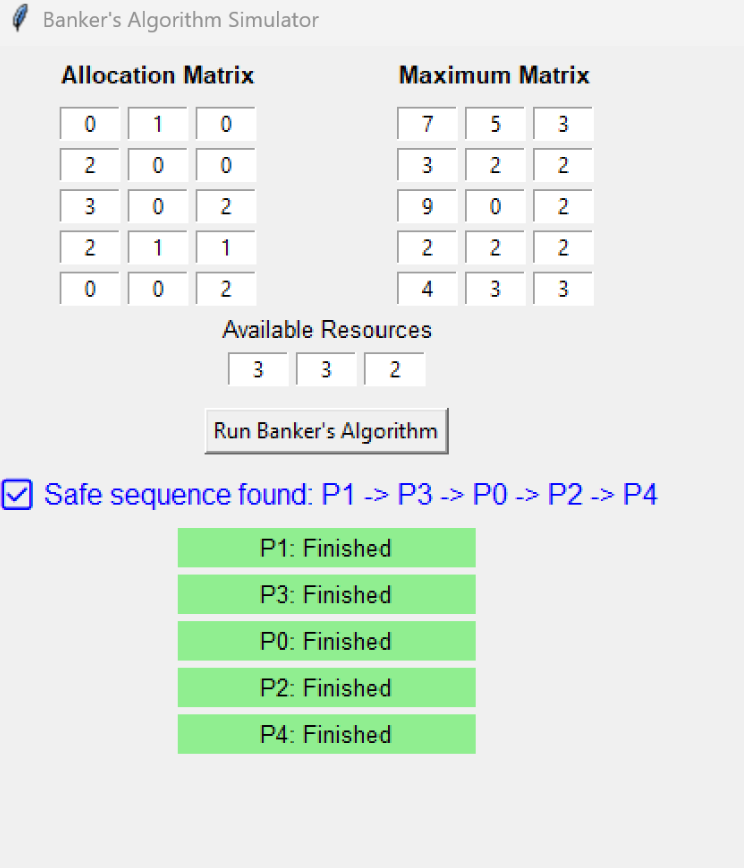 Banker's Algorithm Simulator
Allocation Matrix Maximum Matrix
0 1 0 7 5 3
2 0 0 3 2 2
3 0 2 9 0 2
2 1 1 2 2 2
0 0 2 4 3 3
Available Resources
3 3 2
Run Banker's Algorithm
Safe sequence found: P1 -> P3 -> P0 -> P2 -> P4
P1: Finished
P3: Finished
P0: Finished
P2: Finished
P4: Finished